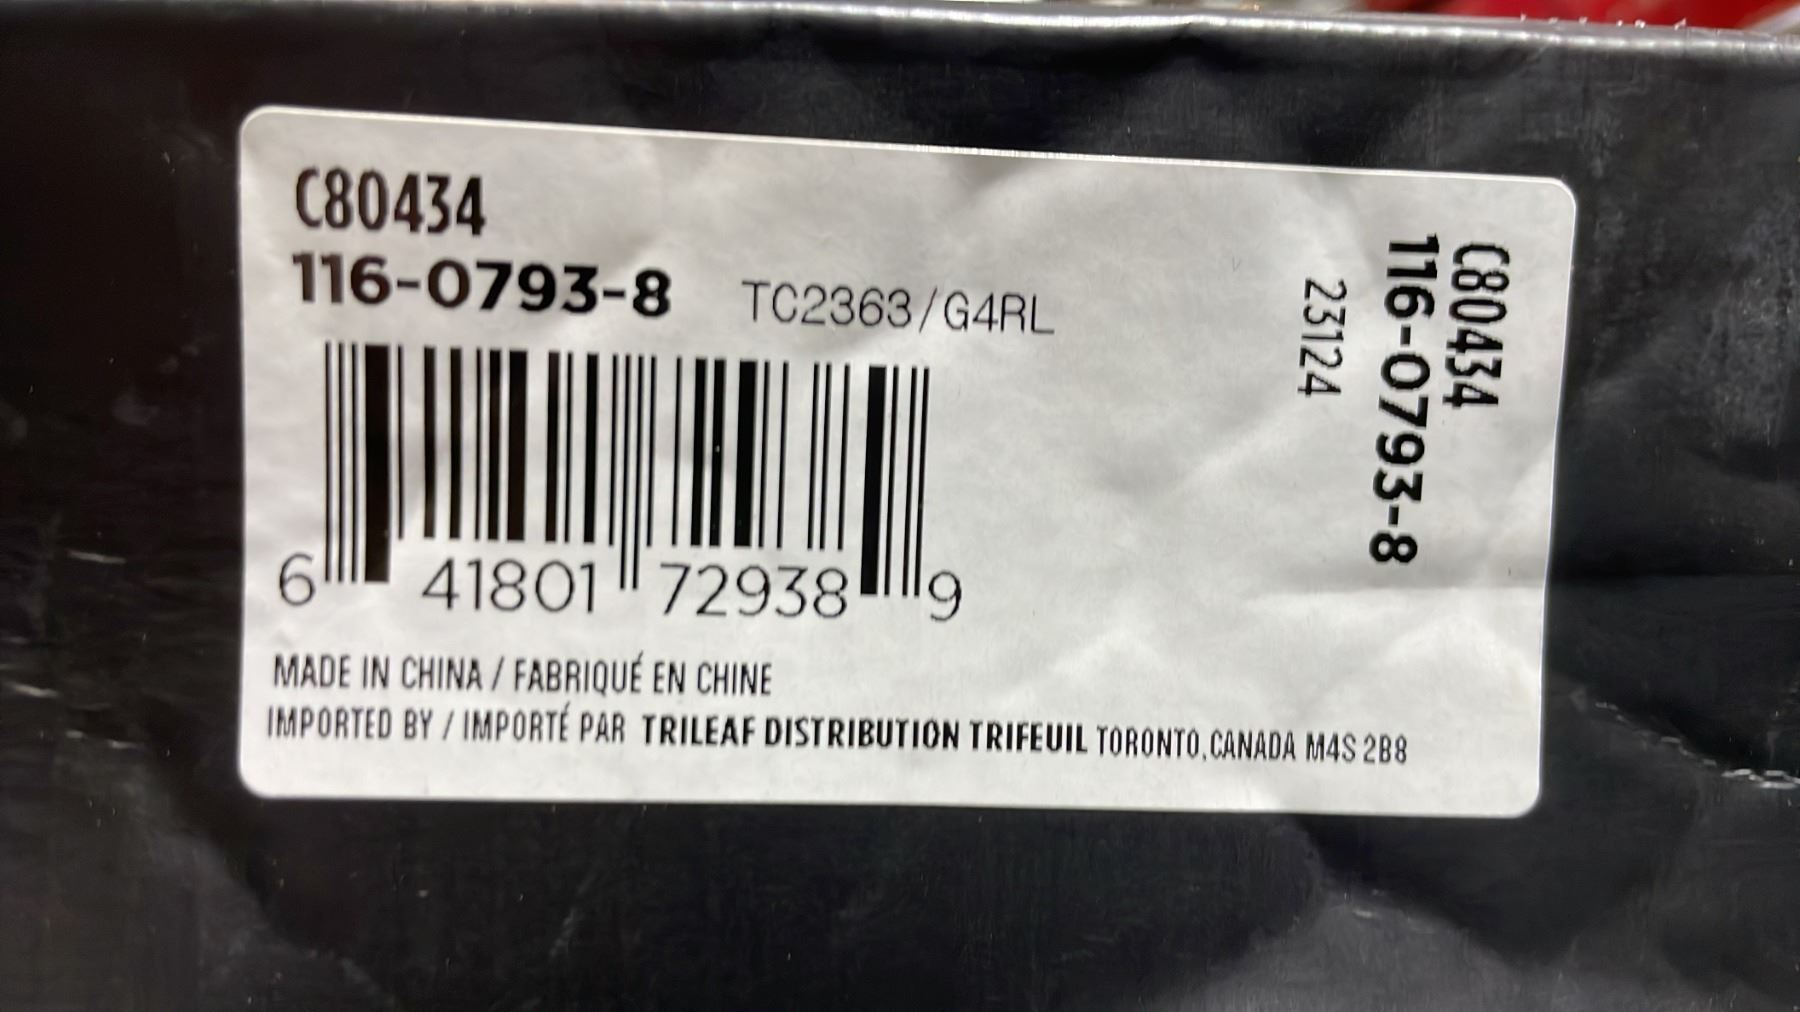 C80434
116-0793-8 TC2363/G4RL
6 41801 72938 9
MADE IN CHINA / FABRIQUÉ EN CHINE
IMPORTED BY / IMPORTÉ PAR TRILEAF DISTRIBUTION TRIFEUIL TORONTO, CANADA M4S 2B8
C80434
116-0793-8
23124